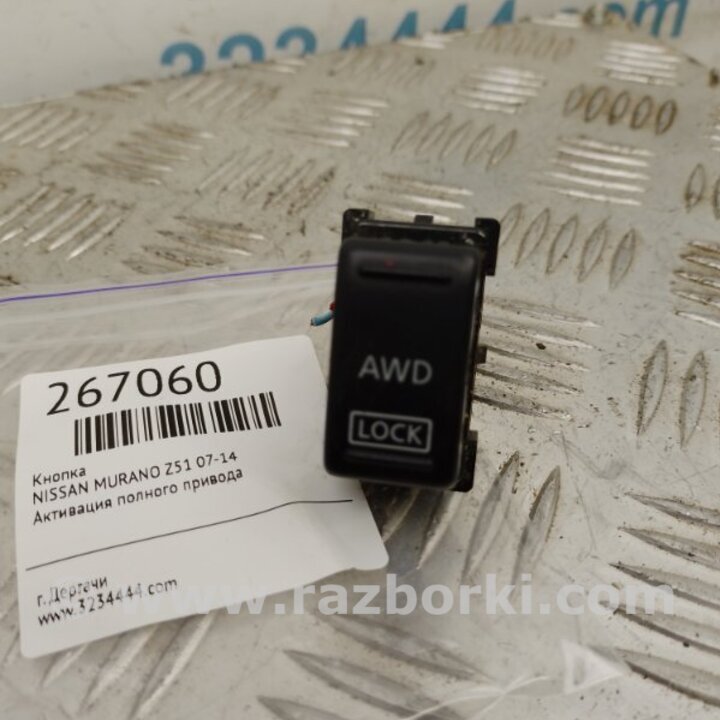 3234444.com
AWD
LOCK
267060
Кнопка
NISSAN MURANO Z51 07-14
Активация полного привода
г. Дергачи
www.3234444.com
www.razborki.com